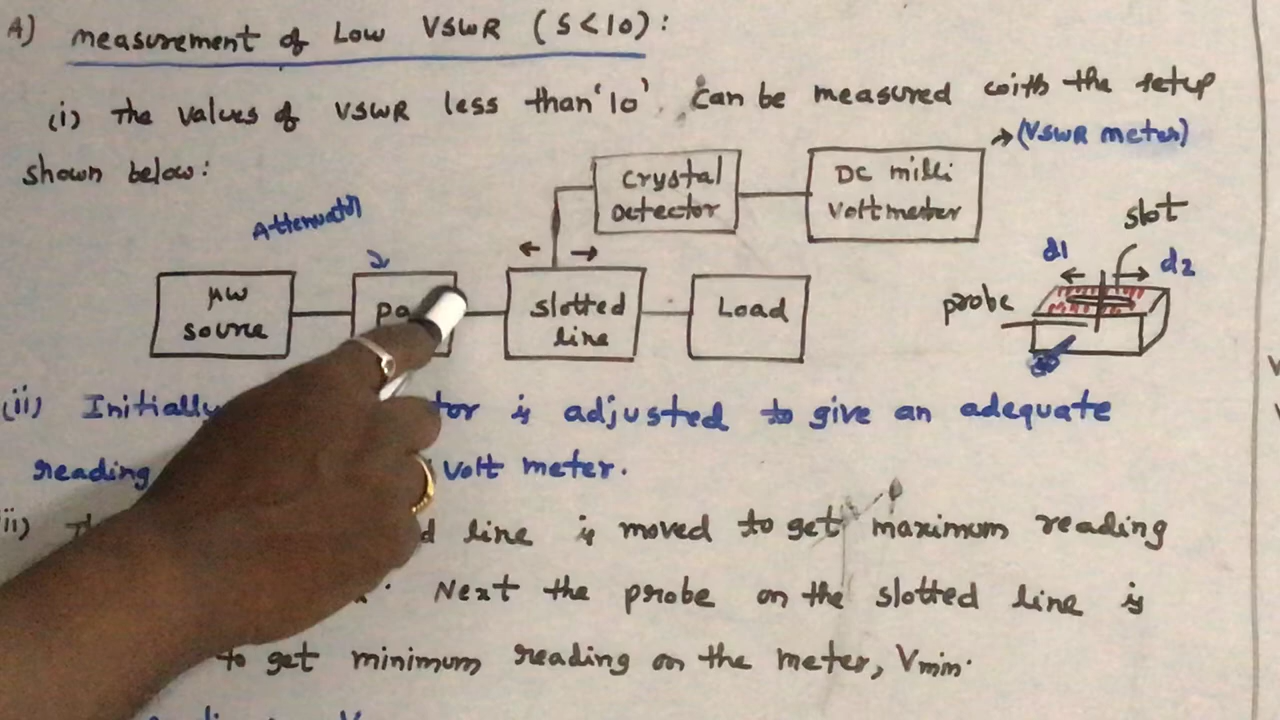 A) measurement of Low VSWR (S<10):
(i) the values of VSWR less than '10', can be measured with the setup
→(VSWR meter)
shown below:
crystal detector
DC milli voltmeter
Attenuator
slot
d1
d2
probe
μw source
slotted line
Load
(ii) Initially is adjusted to give an adequate
reading volt meter.
line is moved to get maximum reading
Next the probe on the slotted line is
to get minimum reading on the meter, Vmin.